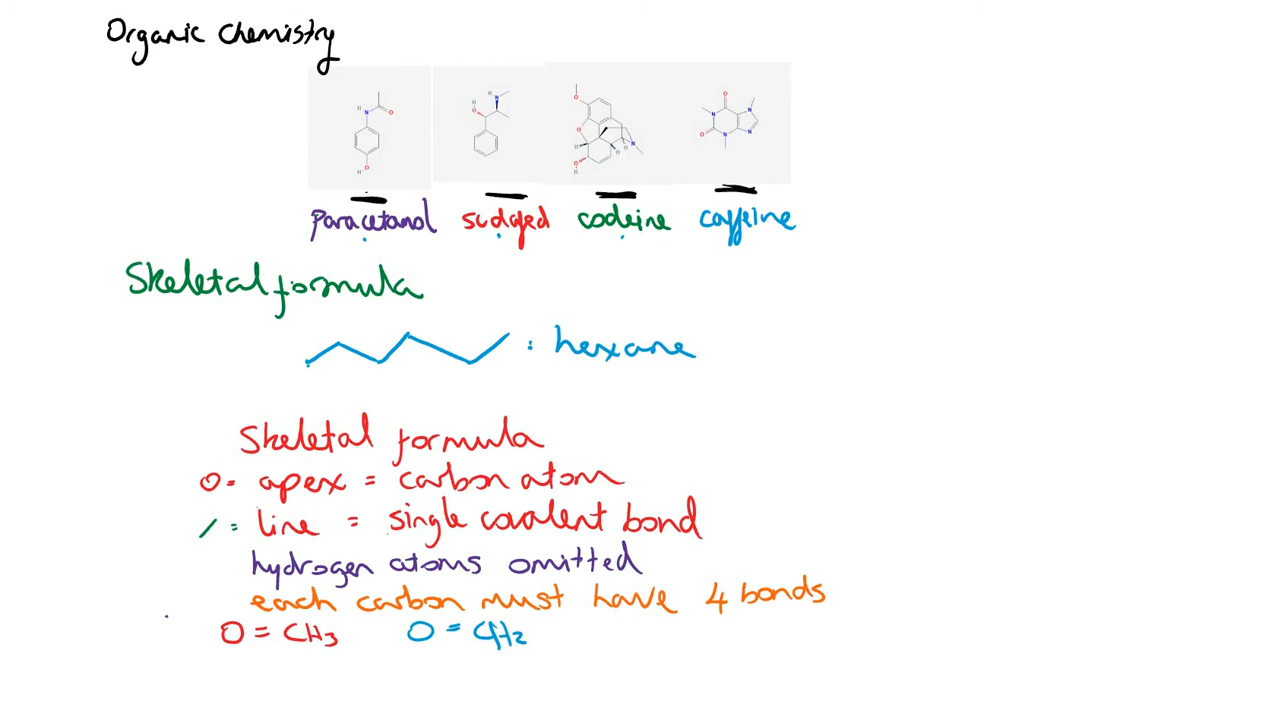 Organic Chemistry
paracetanol sudafed codeine caffeine
Skeletal formula
: hexane
Skeletal formula
O = apex = carbon atom
/ = line = single covalent bond
hydrogen atoms omitted
each carbon must have 4 bonds
O = CH3 O = CH2